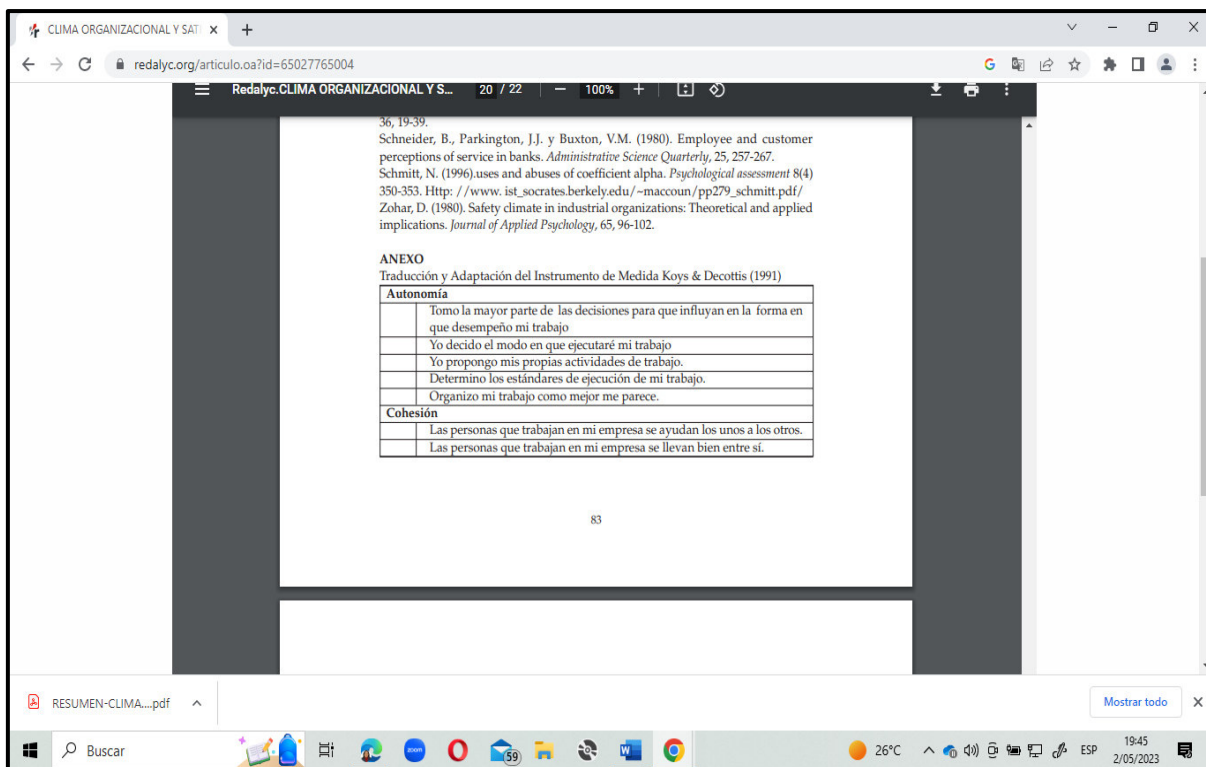 CLIMA ORGANIZACIONAL Y SATI
redalyc.org/articulo.oa?id=65027765004
Redalyc.CLIMA ORGANIZACIONAL Y S... 20 / 22 100%
36, 19-39.
Schneider, B., Parkington, J.J. y Buxton, V.M. (1980). Employee and customer
perceptions of service in banks. Administrative Science Quarterly, 25, 257-267.
Schmitt, N. (1996).uses and abuses of coefficient alpha. Psychological assessment 8(4)
350-353. Http: //www. ist_socrates.berkely.edu/~maccoun/pp279_schmitt.pdf/
Zohar, D. (1980). Safety climate in industrial organizations: Theoretical and applied
implications. Journal of Applied Psychology, 65, 96-102.
ANEXO
Traducción y Adaptación del Instrumento de Medida Koys & Decottis (1991)
Autonomía
Tomo la mayor parte de las decisiones para que influyan en la forma en
que desempeño mi trabajo
Yo decido el modo en que ejecutaré mi trabajo
Yo propongo mis propias actividades de trabajo.
Determino los estándares de ejecución de mi trabajo.
Organizo mi trabajo como mejor me parece.
Cohesión
Las personas que trabajan en mi empresa se ayudan los unos a los otros.
Las personas que trabajan en mi empresa se llevan bien entre sí.
83
RESUMEN-CLIMA....pdf
Mostrar todo
Buscar
zoom
59
26°C
ESP
19:45
2/05/2023